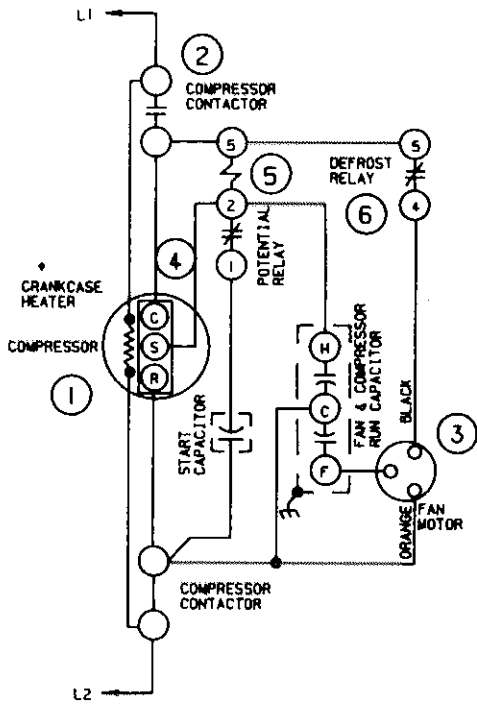 L1
2
COMPRESSOR
CONTACTOR
5
5
DEFROST
RELAY
5
2
4
6
1
POTENTIAL
RELAY
4
CRANKCASE
HEATER
COMPRESSOR
C
S
R
1
H
C
F
FAN & COMPRESSOR
RUN CAPACITOR
START
CAPACITOR
BLACK
3
ORANGE
FAN
MOTOR
COMPRESSOR
CONTACTOR
L2